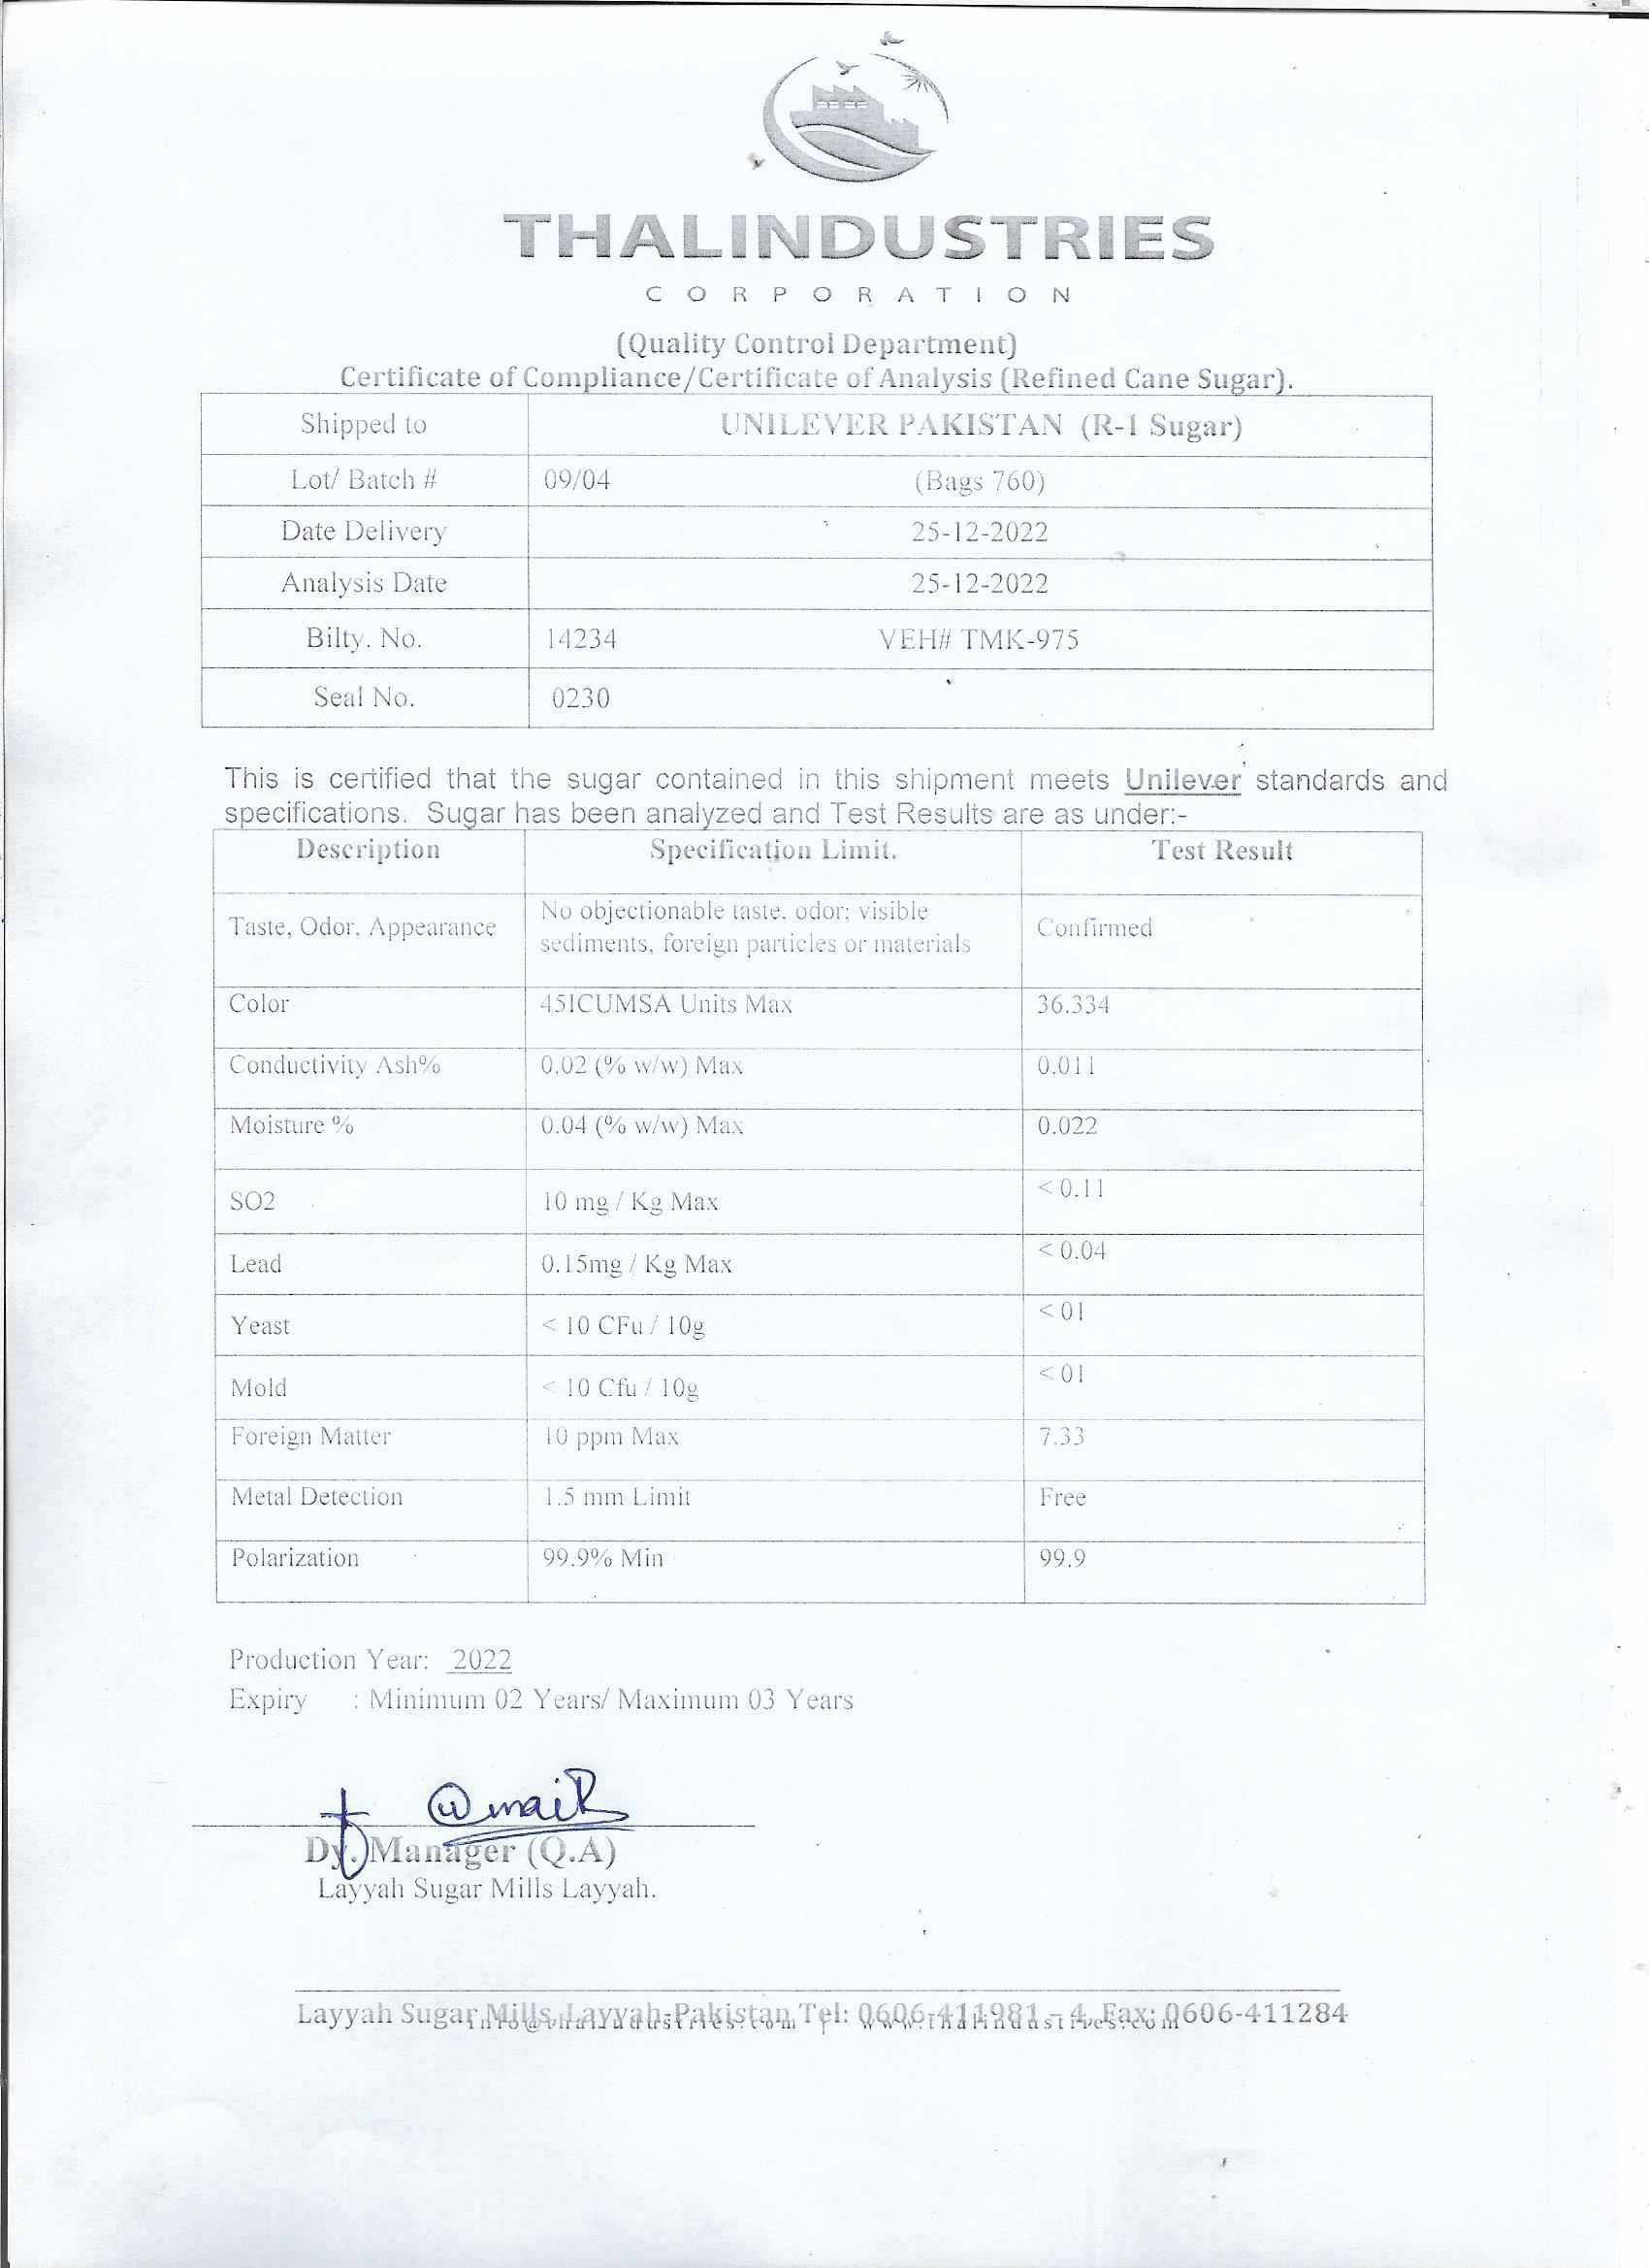 THALINDUSTRIES
CORPORATION
(Quality Control Department)
Certificate of Compliance/Certificate of Analysis (Refined Cane Sugar).
Shipped to UNILEVER PAKISTAN (R-1 Sugar)
Lot/ Batch # 09/04 (Bags 760)
Date Delivery 25-12-2022
Analysis Date 25-12-2022
Bilty. No. 14234 VEH# TMK-975
Seal No. 0230
This is certified that the sugar contained in this shipment meets Unilever standards and
specifications. Sugar has been analyzed and Test Results are as under:-
Description Specification Limit. Test Result
Taste, Odor, Appearance No objectionable taste, odor; visible
sediments, foreign particles or materials Confirmed
Color 45ICUMSA Units Max 36.334
Conductivity Ash% 0.02 (% w/w) Max 0.011
Moisture % 0.04 (% w/w) Max 0.022
SO2 10 mg / Kg Max < 0.11
Lead 0.15mg / Kg Max < 0.04
Yeast < 10 CFu / 10g < 01
Mold < 10 Cfu / 10g < 01
Foreign Matter 10 ppm Max 7.33
Metal Detection 1.5 mm Limit Free
Polarization 99.9% Min 99.9
Production Year: 2022
Expiry : Minimum 02 Years/ Maximum 03 Years
Dy. Manager (Q.A)
Layyah Sugar Mills Layyah.
Layyah Sugar Mills, Layyah-Pakistan Tel: 0606-411981 – 4, Fax: 0606-411284
info@thalindustries.com | www.thalindustries.com